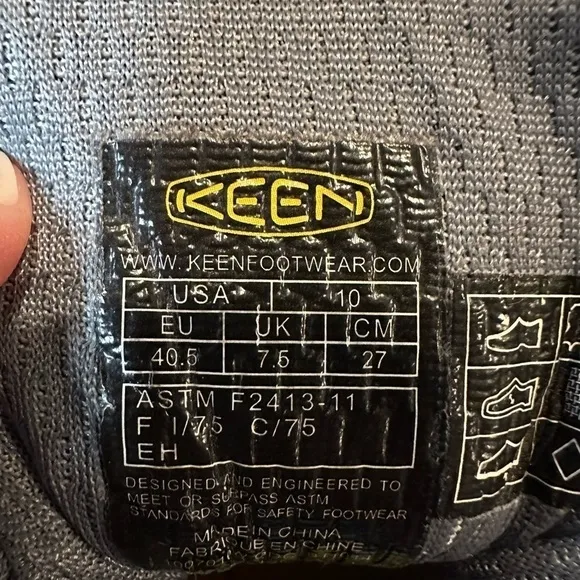 KEEN
WWW.KEENFOOTWEAR.COM
USA 10
EU UK CM
40.5 7.5 27
ASTM F2413-11
F I/75 C/75
EH
DESIGNED AND ENGINEERED TO
MEET OR SURPASS ASTM
STANDARDS FOR SAFETY FOOTWEAR
MADE IN CHINA
FABRIQUE EN CHINE